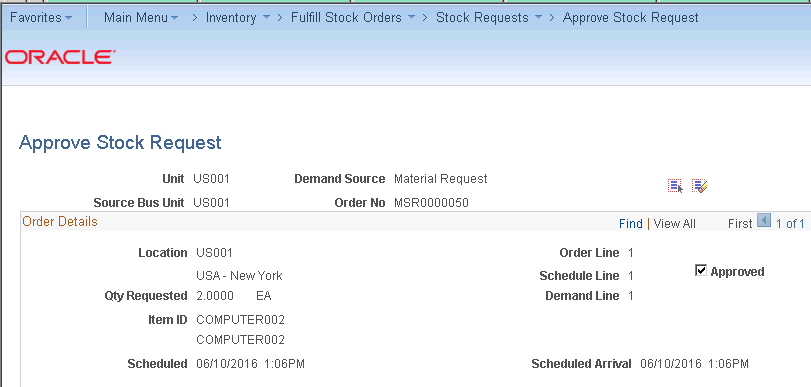 Favorites Main Menu > Inventory > Fulfill Stock Orders > Stock Requests > Approve Stock Request
ORACLE
Approve Stock Request
Unit US001 Demand Source Material Request
Source Bus Unit US001 Order No MSR0000050
Order Details Find | View All First 1 of 1
Location US001 Order Line 1
USA - New York Schedule Line 1 Approved
Qty Requested 2.0000 EA Demand Line 1
Item ID COMPUTER002
COMPUTER002
Scheduled 06/10/2016 1:06PM Scheduled Arrival 06/10/2016 1:06PM